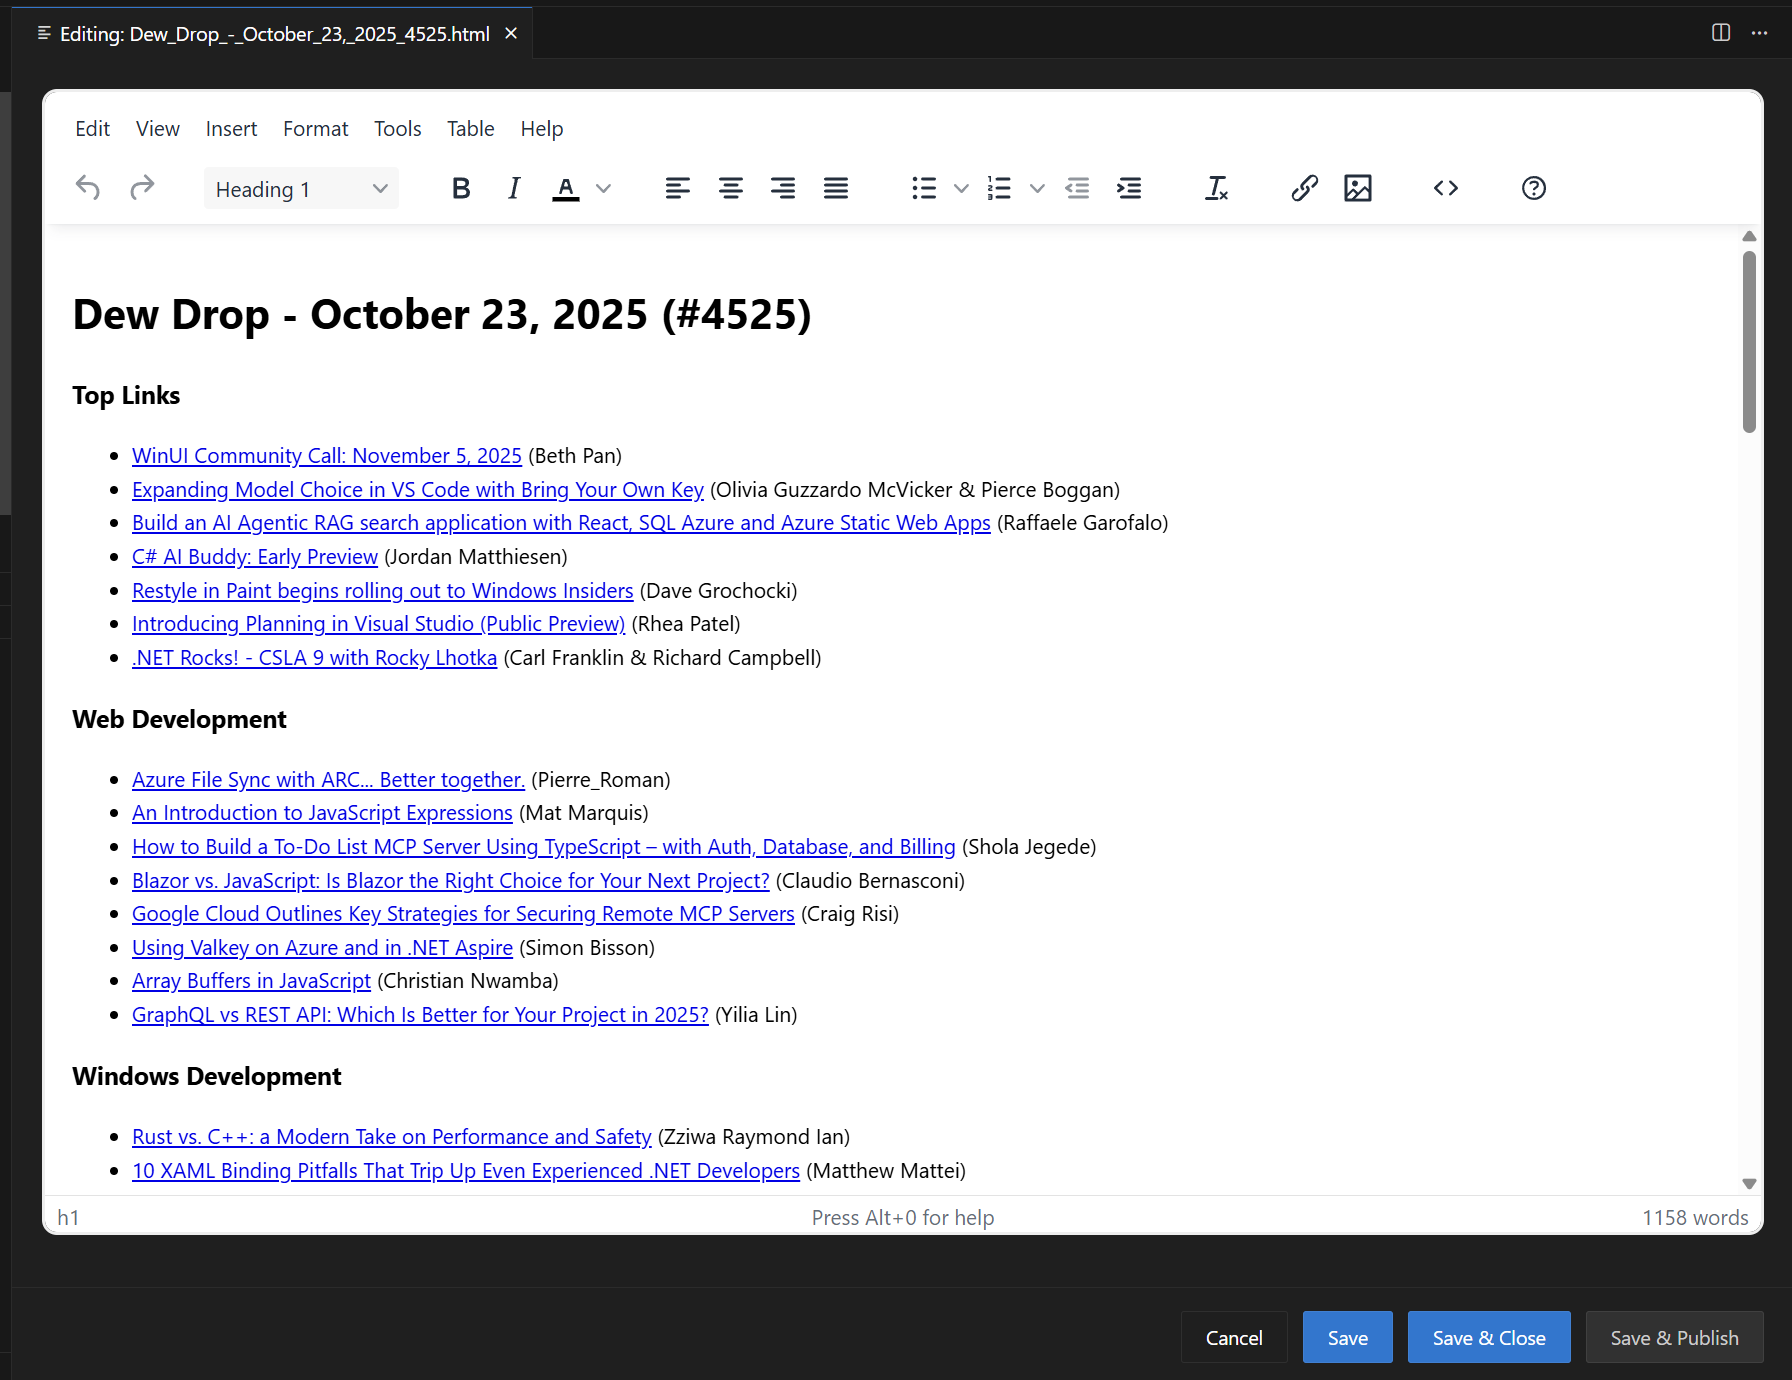 Editing: Dew_Drop_-_October_23,_2025_4525.html
Edit View Insert Format Tools Table Help
Heading 1
Dew Drop - October 23, 2025 (#4525)
Top Links
WinUI Community Call: November 5, 2025 (Beth Pan)
Expanding Model Choice in VS Code with Bring Your Own Key (Olivia Guzzardo McVicker & Pierce Boggan)
Build an AI Agentic RAG search application with React, SQL Azure and Azure Static Web Apps (Raffaele Garofalo)
C# AI Buddy: Early Preview (Jordan Matthiesen)
Restyle in Paint begins rolling out to Windows Insiders (Dave Grochocki)
Introducing Planning in Visual Studio (Public Preview) (Rhea Patel)
.NET Rocks! - CSLA 9 with Rocky Lhotka (Carl Franklin & Richard Campbell)
Web Development
Azure File Sync with ARC... Better together. (Pierre_Roman)
An Introduction to JavaScript Expressions (Mat Marquis)
How to Build a To-Do List MCP Server Using TypeScript – with Auth, Database, and Billing (Shola Jegede)
Blazor vs. JavaScript: Is Blazor the Right Choice for Your Next Project? (Claudio Bernasconi)
Google Cloud Outlines Key Strategies for Securing Remote MCP Servers (Craig Risi)
Using Valkey on Azure and in .NET Aspire (Simon Bisson)
Array Buffers in JavaScript (Christian Nwamba)
GraphQL vs REST API: Which Is Better for Your Project in 2025? (Yilia Lin)
Windows Development
Rust vs. C++: a Modern Take on Performance and Safety (Zziwa Raymond Ian)
10 XAML Binding Pitfalls That Trip Up Even Experienced .NET Developers (Matthew Mattei)
h1 Press Alt+0 for help 1158 words
Cancel Save Save & Close Save & Publish